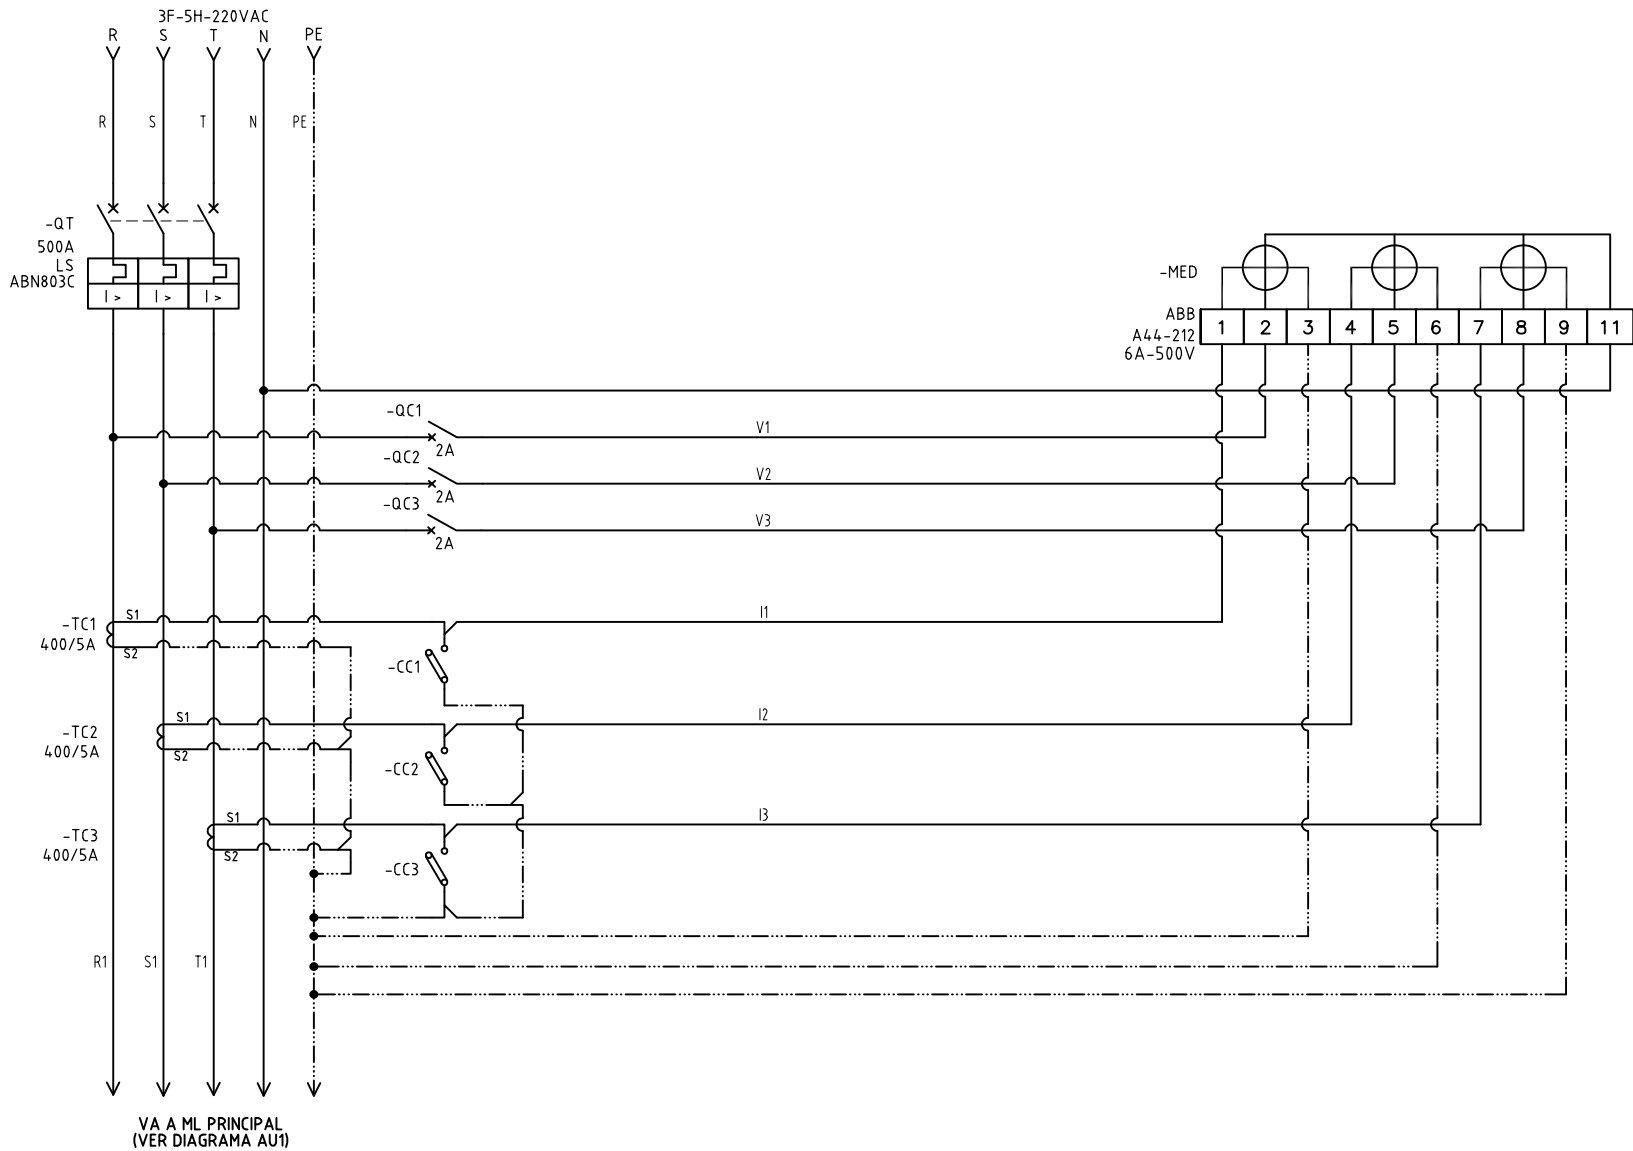 3F-5H-220VAC
R S T N PE
R S T N PE
-QT
500A
LS
ABN803C
I > I > I >
-MED
ABB
A44-212
6A-500V
1 2 3 4 5 6 7 8 9 11
-QC1
2A
V1
-QC2
2A
V2
-QC3
2A
V3
-TC1
400/5A
S1
S2
-CC1
I1
-TC2
400/5A
S1
S2
-CC2
I2
-TC3
400/5A
S1
S2
-CC3
I3
R1 S1 T1
VA A ML PRINCIPAL
(VER DIAGRAMA AU1)